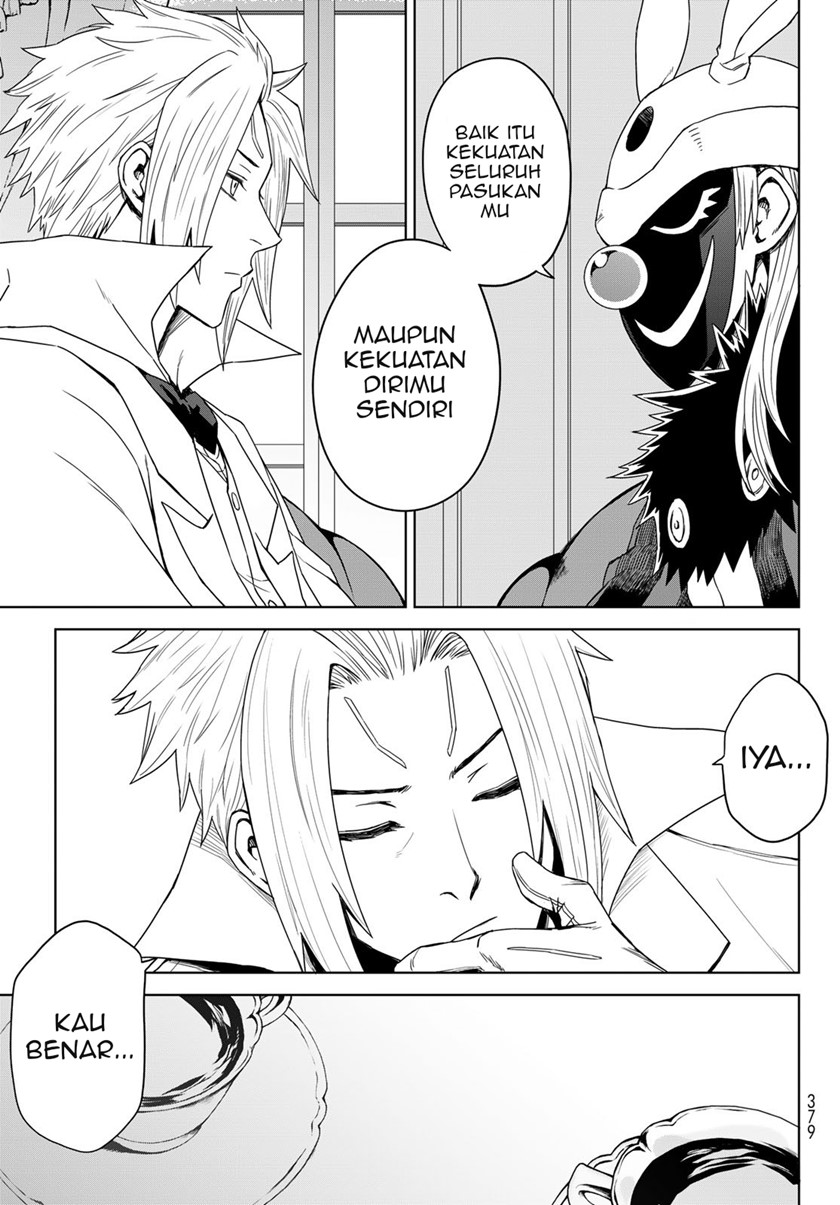 BAIK ITU
KEKUATAN
SELURUH
PASUKAN
MU
MAUPUN
KEKUATAN
DIRIMU
SENDIRI
IYA...
KAU
BENAR...
379